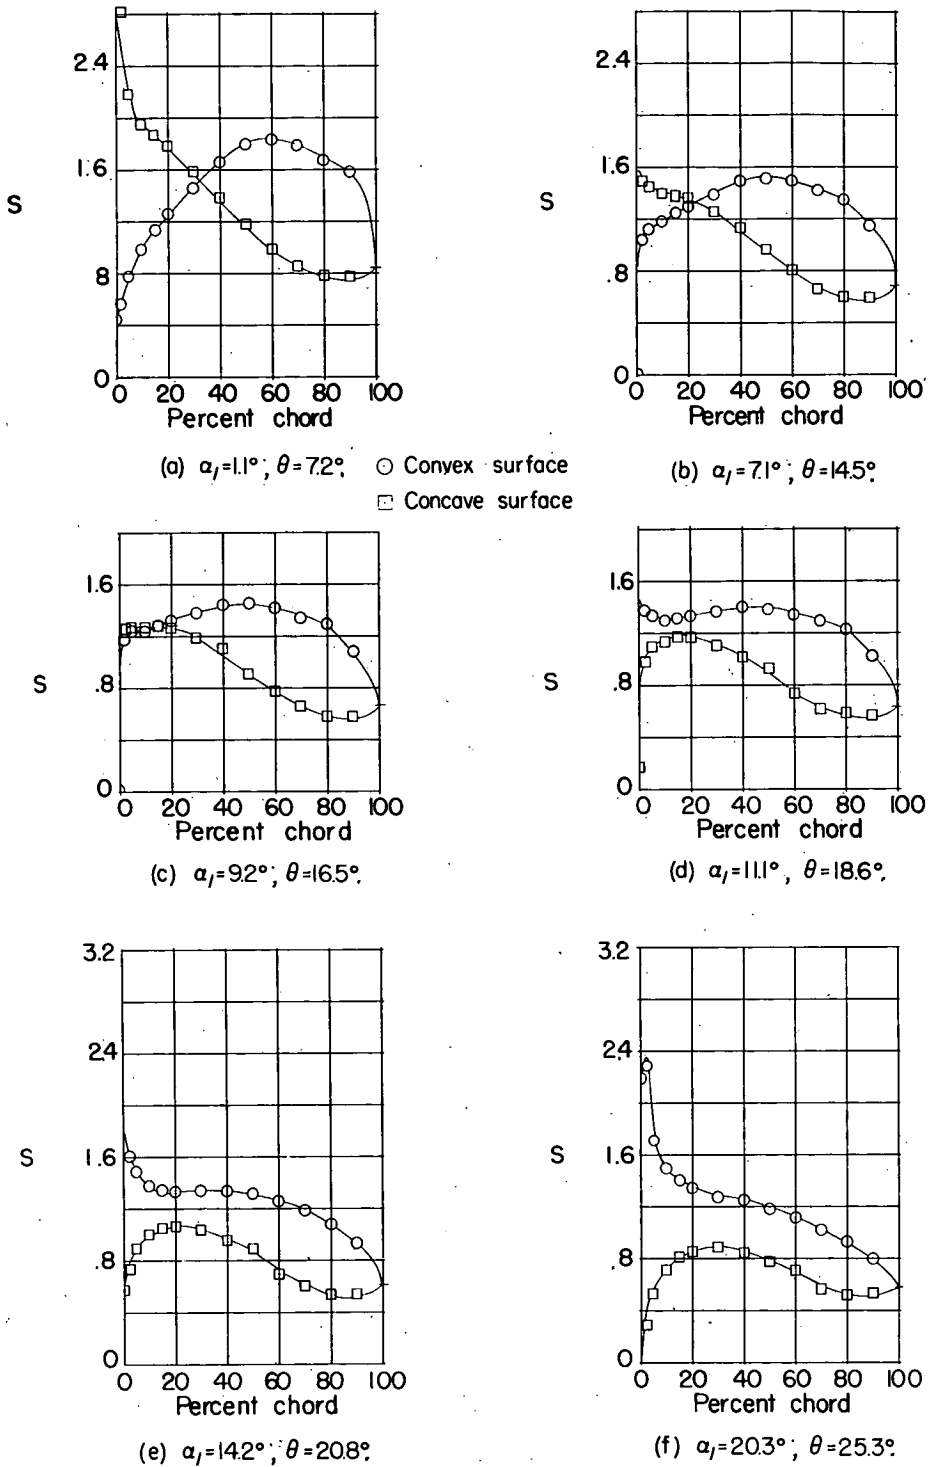 2.4
1.6
S
.8
0
0 20 40 60 80 100
Percent chord
(a) α₁=1.1°; θ=7.2°.
2.4
1.6
S
.8
0
0 20 40 60 80 100
Percent chord
(b) α₁=7.1°; θ=14.5°.
○ Convex surface
□ Concave surface
1.6
S
.8
0
0 20 40 60 80 100
Percent chord
(c) α₁=9.2°; θ=16.5°.
1.6
S
.8
0
0 20 40 60 80 100
Percent chord
(d) α₁=11.1°, θ=18.6°.
3.2
2.4
S
1.6
.8
0
0 20 40 60 80 100
Percent chord
(e) α₁=14.2°; θ=20.8°.
3.2
2.4
S
1.6
.8
0
0 20 40 60 80 100
Percent chord
(f) α₁=20.3°; θ=25.3°.